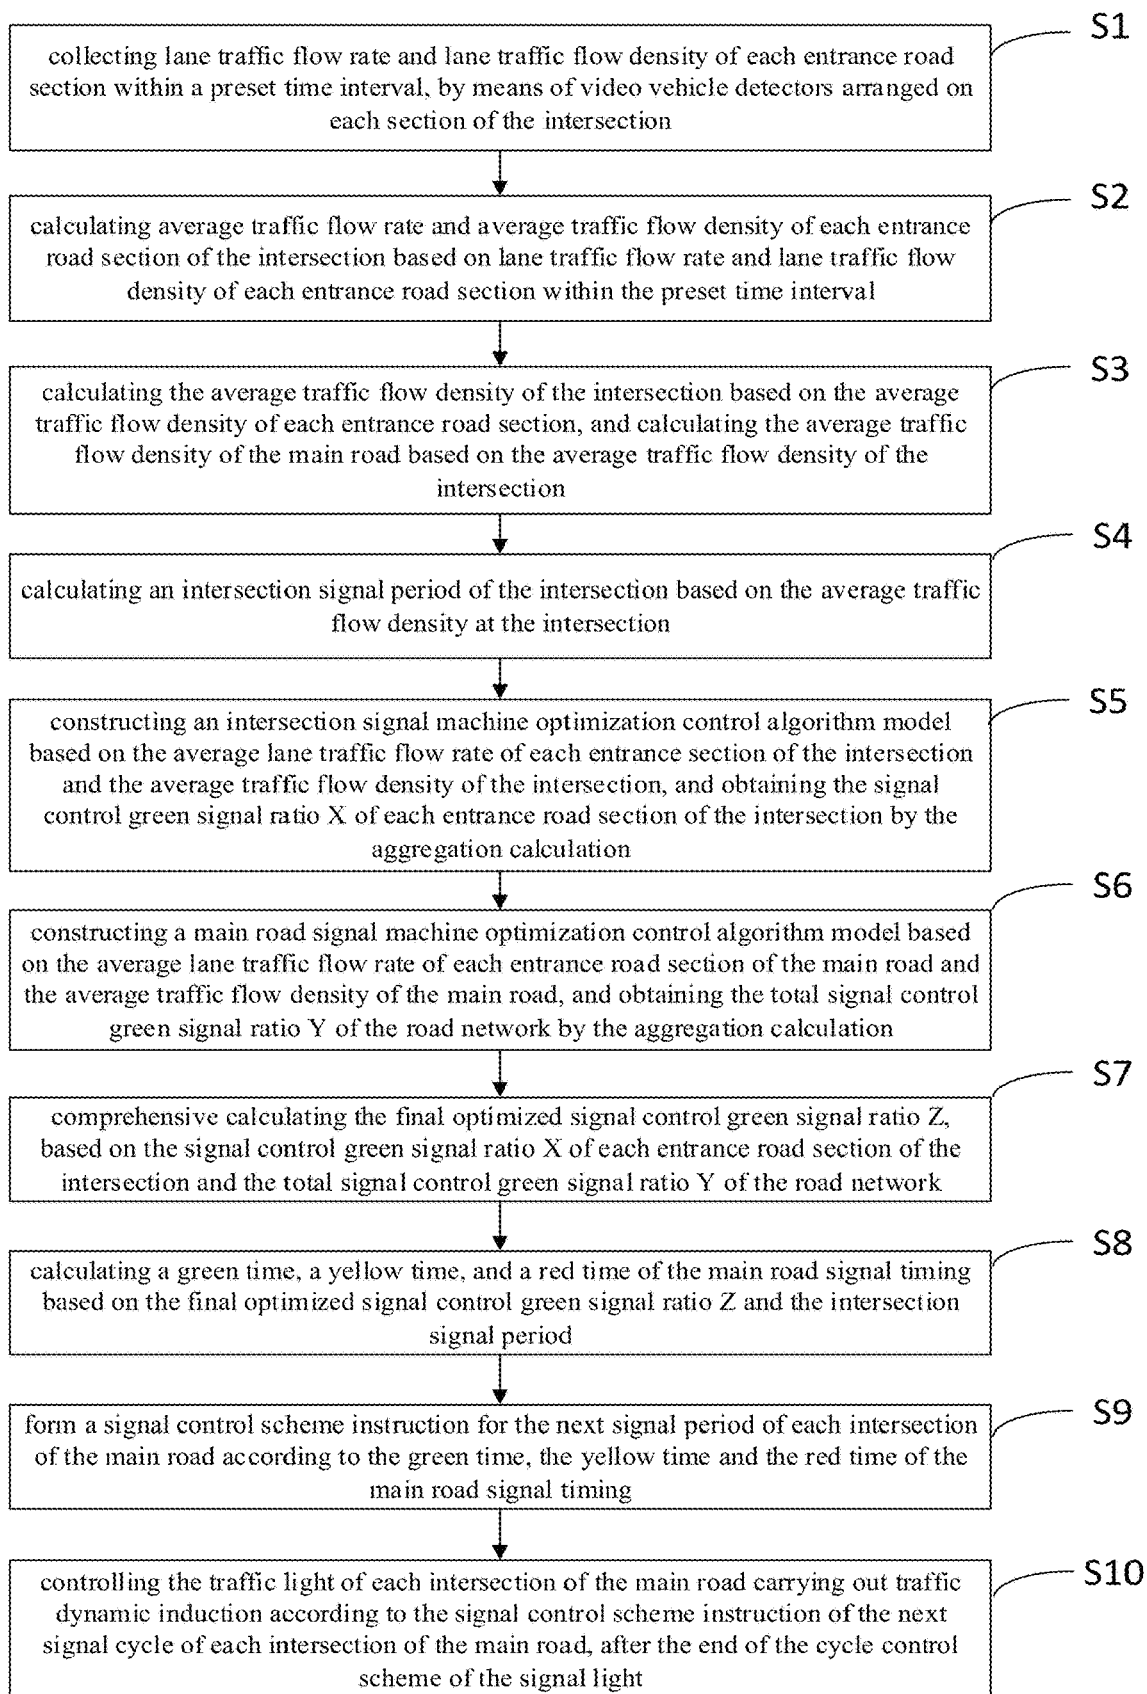 S1
collecting lane traffic flow rate and lane traffic flow density of each entrance road
section within a preset time interval, by means of video vehicle detectors arranged on
each section of the intersection
S2
calculating average traffic flow rate and average traffic flow density of each entrance
road section of the intersection based on lane traffic flow rate and lane traffic flow
density of each entrance road section within the preset time interval
S3
calculating the average traffic flow density of the intersection based on the average
traffic flow density of each entrance road section, and calculating the average traffic
flow density of the main road based on the average traffic flow density of the
intersection
S4
calculating an intersection signal period of the intersection based on the average traffic
flow density at the intersection
S5
constructing an intersection signal machine optimization control algorithm model
based on the average lane traffic flow rate of each entrance section of the intersection
and the average traffic flow density of the intersection, and obtaining the signal
control green signal ratio X of each entrance road section of the intersection by the
aggregation calculation
S6
constructing a main road signal machine optimization control algorithm model based
on the average lane traffic flow rate of each entrance road section of the main road and
the average traffic flow density of the main road, and obtaining the total signal control
green signal ratio Y of the road network by the aggregation calculation
S7
comprehensive calculating the final optimized signal control green signal ratio Z,
based on the signal control green signal ratio X of each entrance road section of the
intersection and the total signal control green signal ratio Y of the road network
S8
calculating a green time, a yellow time, and a red time of the main road signal timing
based on the final optimized signal control green signal ratio Z and the intersection
signal period
S9
form a signal control scheme instruction for the next signal period of each intersection
of the main road according to the green time, the yellow time and the red time of the
main road signal timing
S10
controlling the traffic light of each intersection of the main road carrying out traffic
dynamic induction according to the signal control scheme instruction of the next
signal cycle of each intersection of the main road, after the end of the cycle control
scheme of the signal light